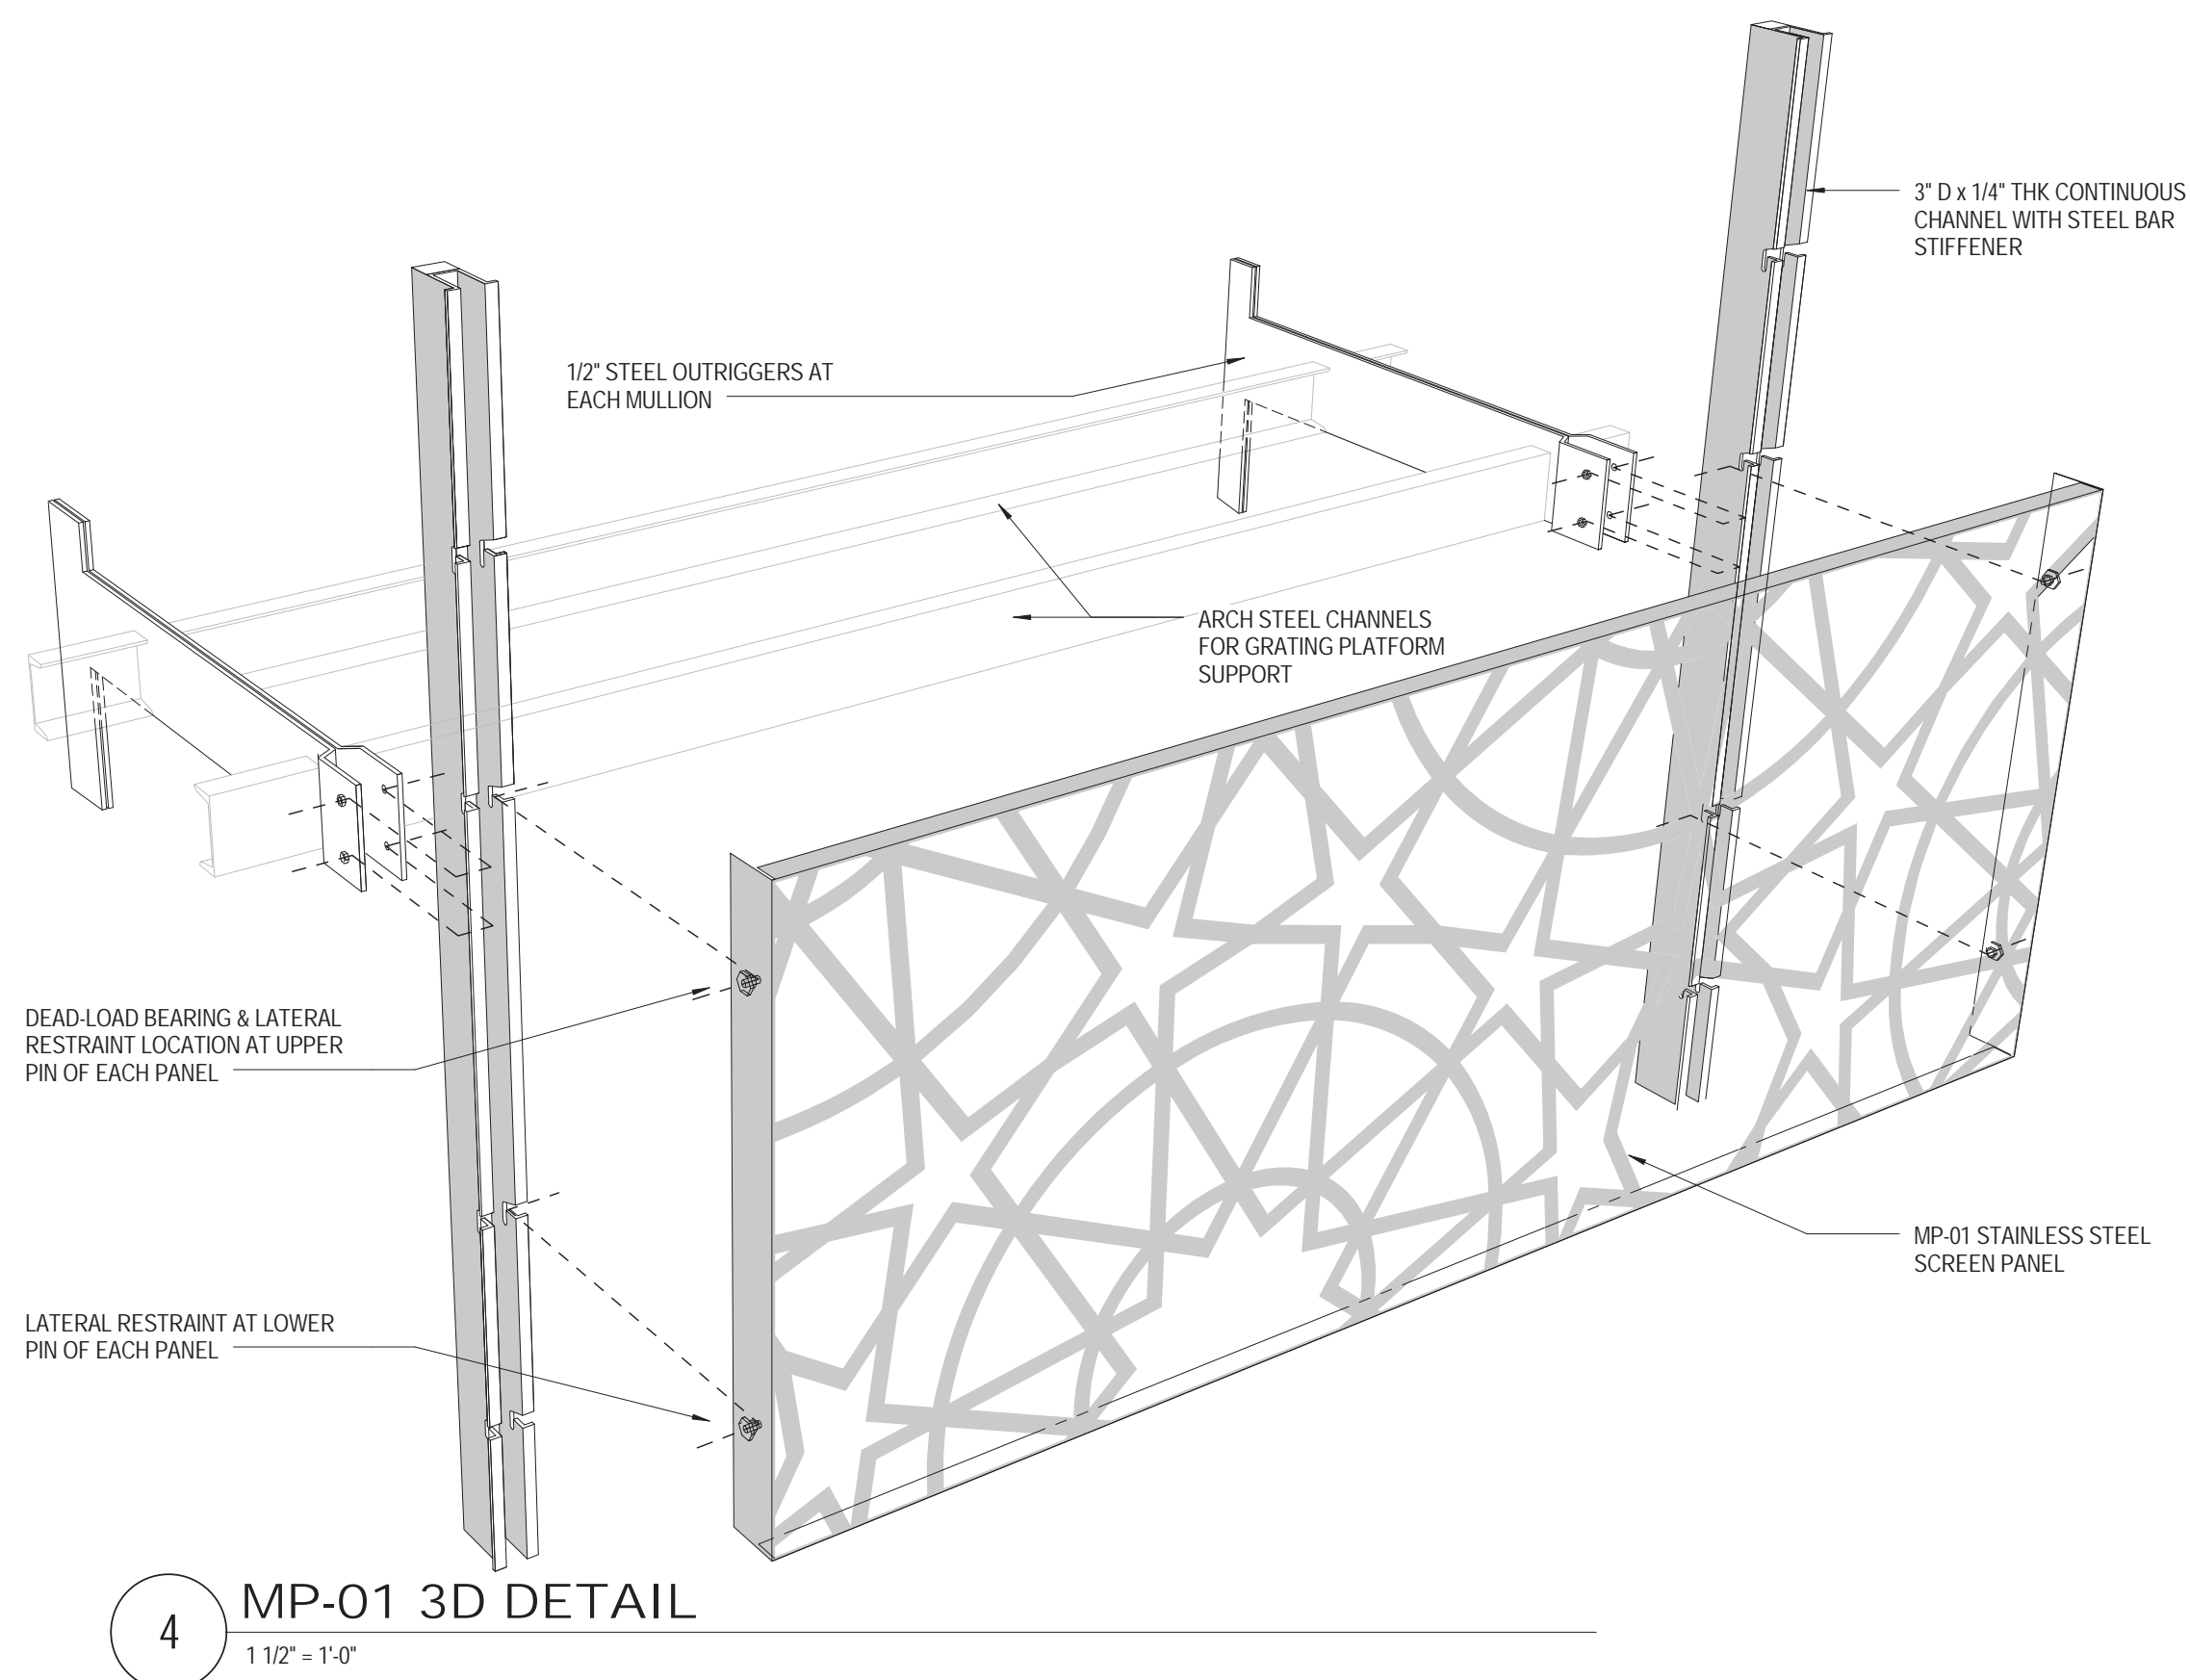 3" D x 1/4" THK CONTINUOUS
CHANNEL WITH STEEL BAR
STIFFENER
1/2" STEEL OUTRIGGERS AT
EACH MULLION
ARCH STEEL CHANNELS
FOR GRATING PLATFORM
SUPPORT
DEAD-LOAD BEARING & LATERAL
RESTRAINT LOCATION AT UPPER
PIN OF EACH PANEL
MP-01 STAINLESS STEEL
SCREEN PANEL
LATERAL RESTRAINT AT LOWER
PIN OF EACH PANEL
4
MP-01 3D DETAIL
1 1/2" = 1'-0"